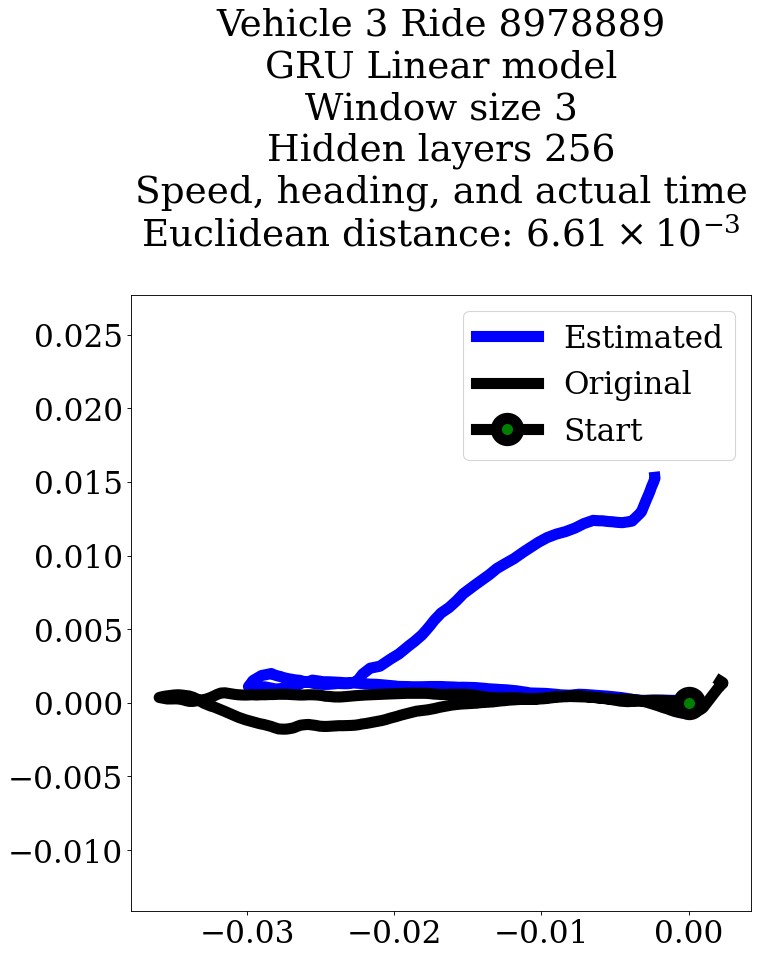 Vehicle 3 Ride 8978889
GRU Linear model
Window size 3
Hidden layers 256
Speed, heading, and actual time
Euclidean distance: 6.61 × 10⁻³
Estimated
Original
Start
0.025
0.020
0.015
0.010
0.005
0.000
−0.005
−0.010
−0.03 −0.02 −0.01 0.00